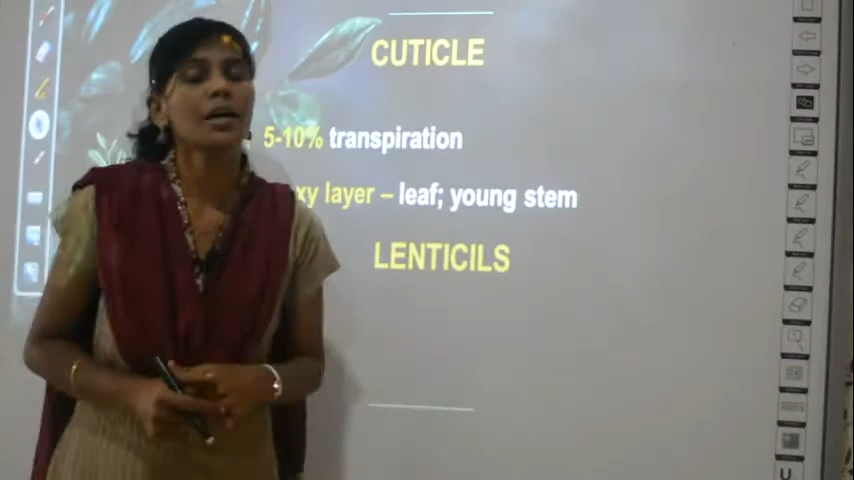 CUTICLE
5-10% transpiration
xy layer – leaf; young stem
LENTICILS